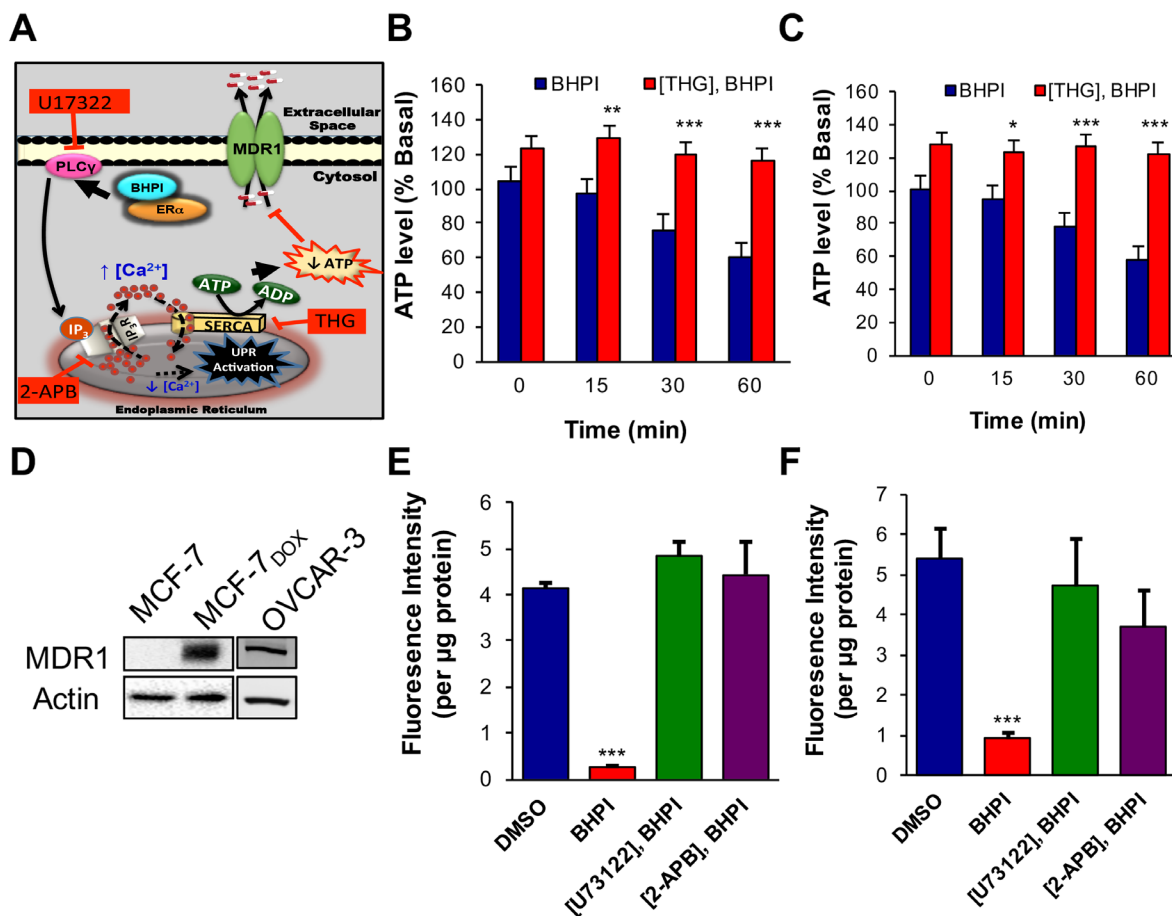 A
U17322
PLCγ
BHPI
ERα
MDR1
Extracellular
Space
Cytosol
↑ [Ca²⁺]
ATP
ADP
↓ ATP
IP₃
IP₃R
SERCA
THG
UPR
Activation
2-APB
↓ [Ca²⁺]
Endoplasmic Reticulum
B
BHPI
[THG], BHPI
ATP level (% Basal)
160
140
120
100
80
60
40
20
0
** *** ***
0 15 30 60
Time (min)
C
BHPI
[THG], BHPI
ATP level (% Basal)
160
140
120
100
80
60
40
20
0
* *** ***
0 15 30 60
Time (min)
D
MCF-7
MCF-7DOX
OVCAR-3
MDR1
Actin
E
Fluoresence Intensity
(per µg protein)
6
5
4
3
2
1
0
***
DMSO
BHPI
[U73122], BHPI
[2-APB], BHPI
F
Fluoresence Intensity
(per µg protein)
7
6
5
4
3
2
1
0
***
DMSO
BHPI
[U73122], BHPI
[2-APB], BHPI